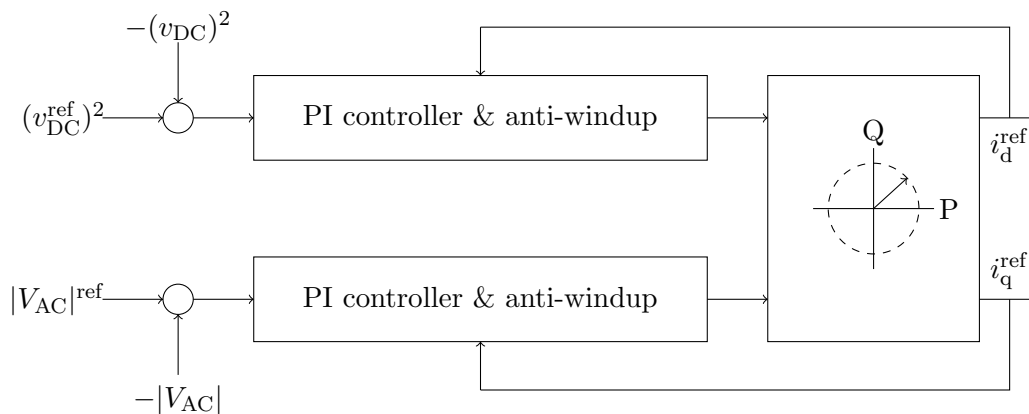 −(v_DC)²
(v_DC^ref)²
PI controller & anti-windup
i_d^ref
Q
P
|V_AC|^ref
PI controller & anti-windup
i_q^ref
−|V_AC|